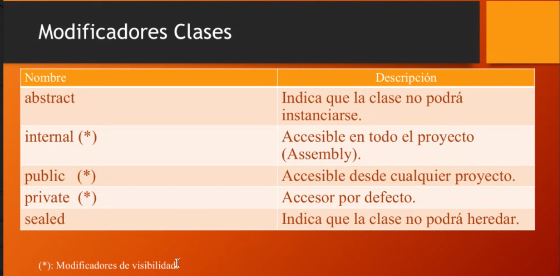 Modificadores Clases
Nombre Descripción
abstract Indica que la clase no podrá
instanciarse.
internal (*) Accesible en todo el proyecto
(Assembly).
public (*) Accesible desde cualquier proyecto.
private (*) Accesor por defecto.
sealed Indica que la clase no podrá heredar.
(*): Modificadores de visibilidad